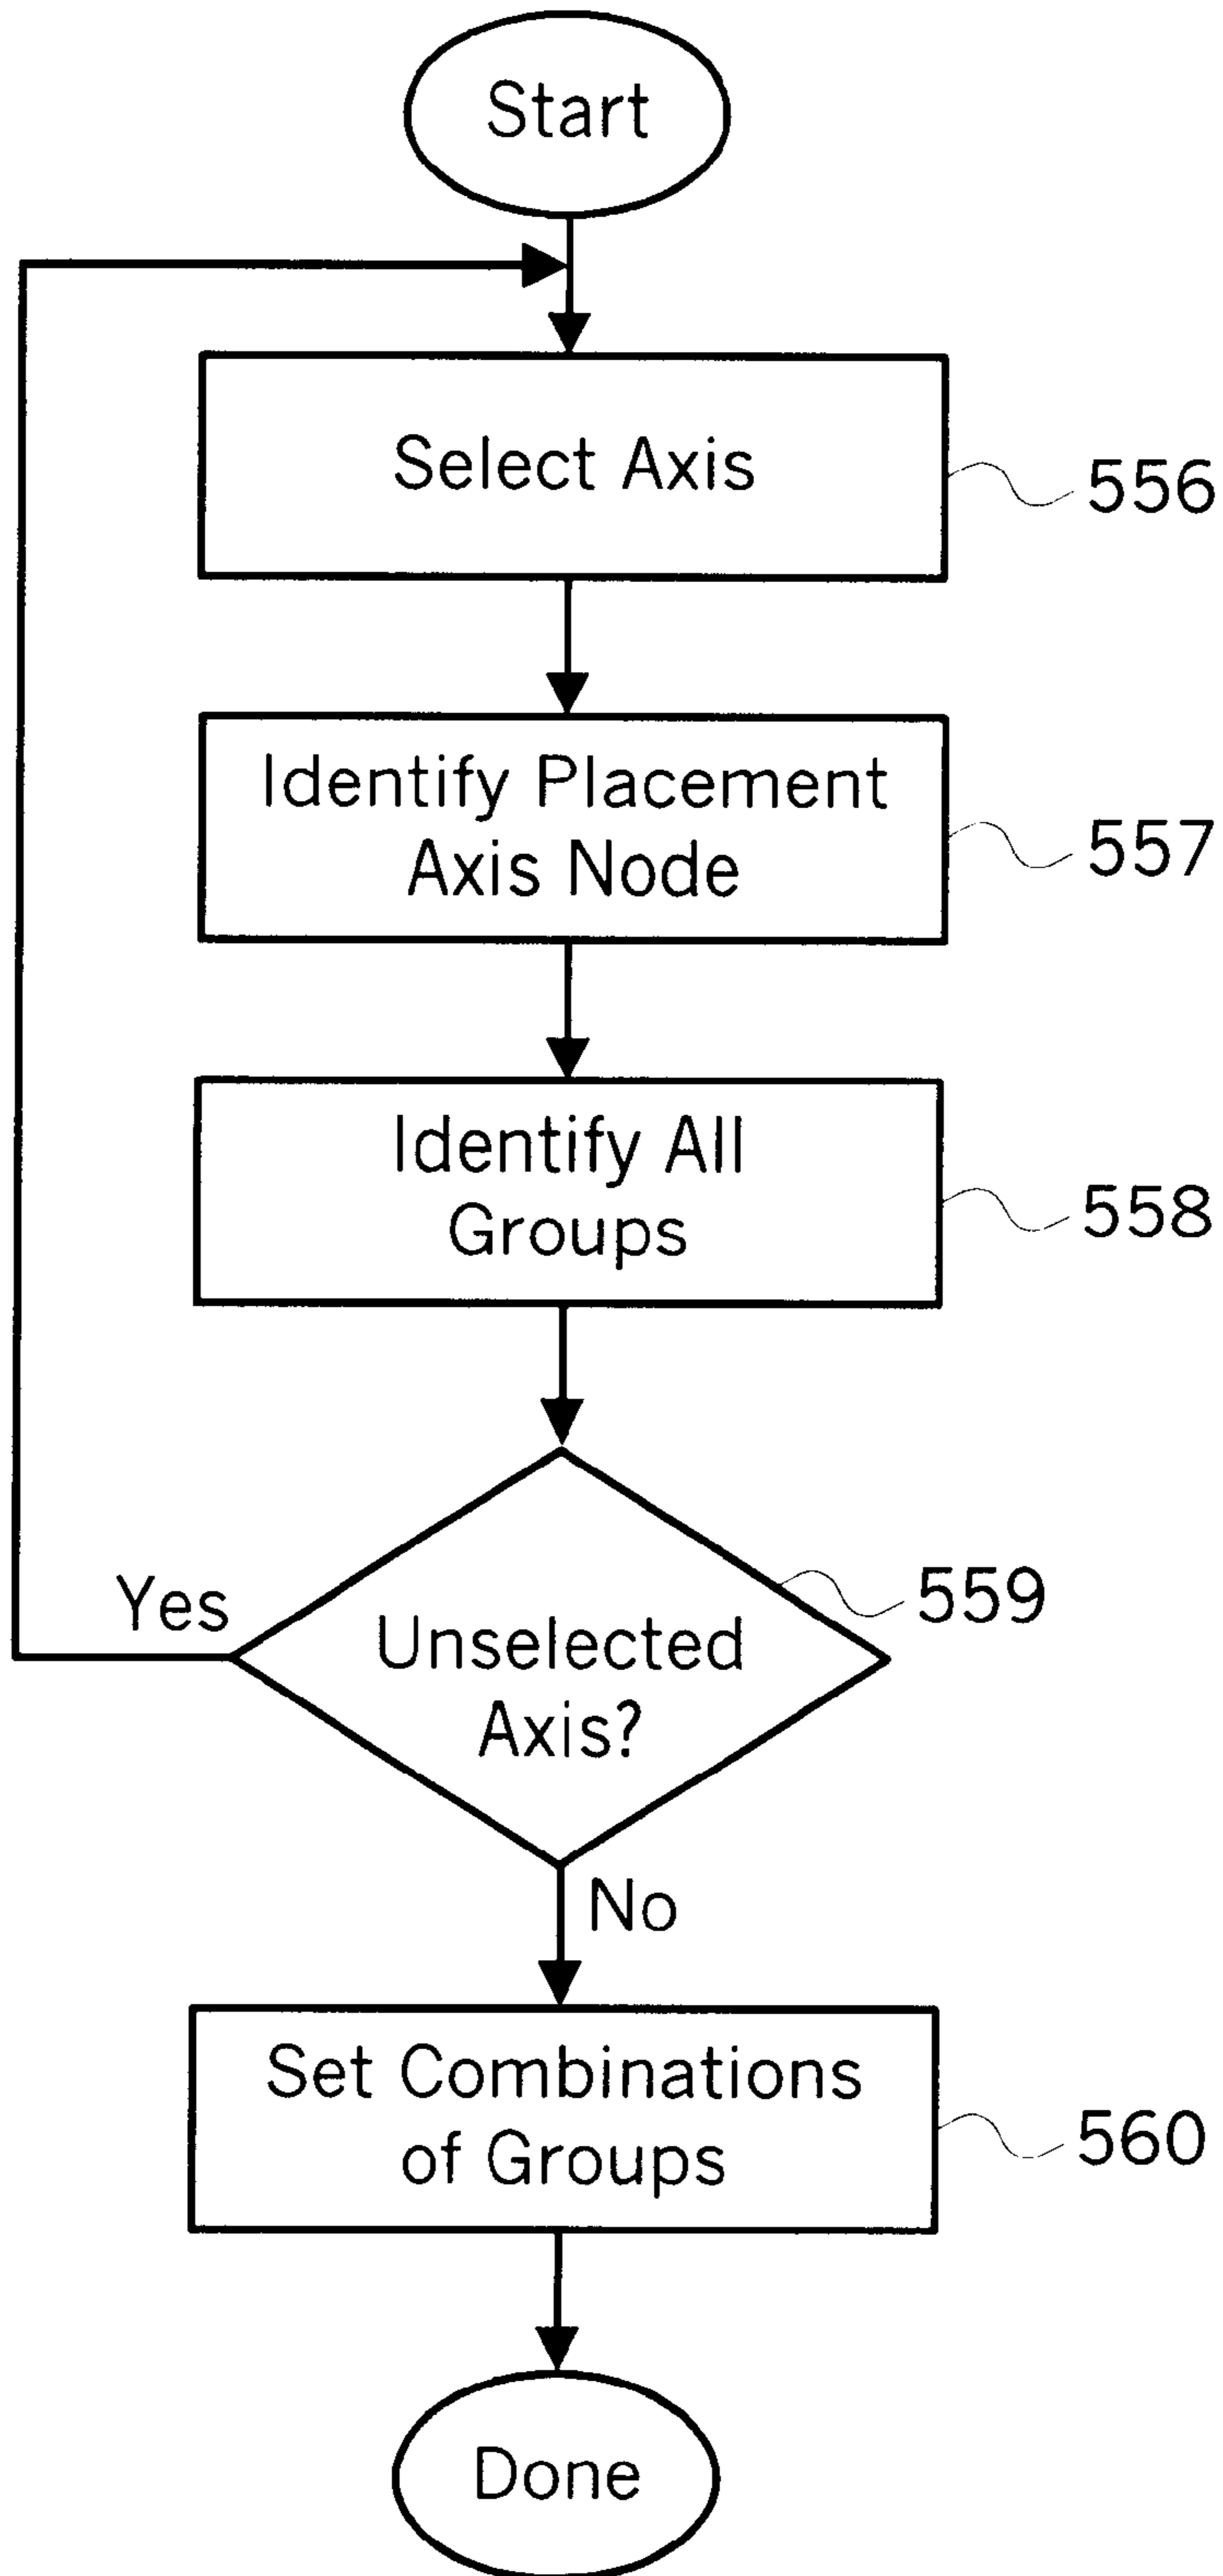 Start
Select Axis
556
Identify Placement
Axis Node
557
Identify All
Groups
558
Yes
559
Unselected
Axis?
No
Set Combinations
of Groups
560
Done